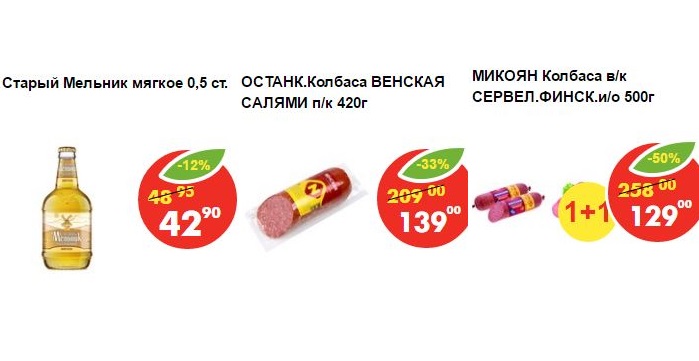 Старый Мельник мягкое 0,5 ст.
-12%
48 95
42 90
Мельник
ОСТАНК.Колбаса ВЕНСКАЯ
САЛЯМИ п/к 420г
-33%
209 00
139 00
МИКОЯН Колбаса в/к
СЕРВЕЛ.ФИНСК.и/о 500г
-50%
258 00
1+1
129 00